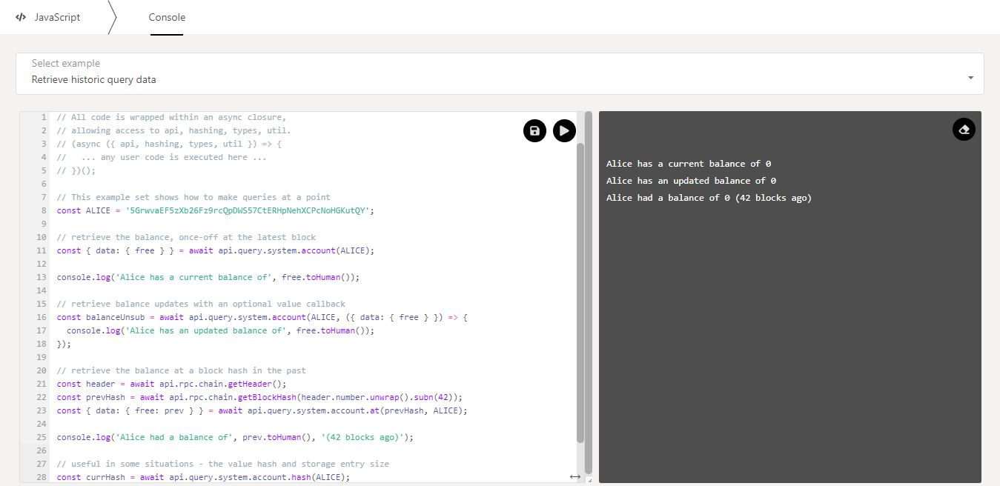 JavaScript
Console
Select example
Retrieve historic query data
1 // All code is wrapped within an async closure,
2 // allowing access to api, hashing, types, util.
3 // (async ({ api, hashing, types, util }) => {
4 //   ... any user code is executed here ...
5 // })();
6
7 // This example set shows how to make queries at a point
8 const ALICE = '5GrwvaEF5zXb26Fz9rcQpDWS57CtERHpNehXCPcNoHGKutQY';
9
10 // retrieve the balance, once-off at the latest block
11 const { data: { free } } = await api.query.system.account(ALICE);
12
13 console.log('Alice has a current balance of', free.toHuman());
14
15 // retrieve balance updates with an optional value callback
16 const balanceUnsub = await api.query.system.account(ALICE, ({ data: { free } }) => {
17   console.log('Alice has an updated balance of', free.toHuman());
18 });
19
20 // retrieve the balance at a block hash in the past
21 const header = await api.rpc.chain.getHeader();
22 const prevHash = await api.rpc.chain.getBlockHash(header.number.unwrap().subn(42));
23 const { data: { free: prev } } = await api.query.system.account.at(prevHash, ALICE);
24
25 console.log('Alice had a balance of', prev.toHuman(), '(42 blocks ago)');
26
27 // useful in some situations - the value hash and storage entry size
28 const currHash = await api.query.system.account.hash(ALICE);
Alice has a current balance of 0
Alice has an updated balance of 0
Alice had a balance of 0 (42 blocks ago)